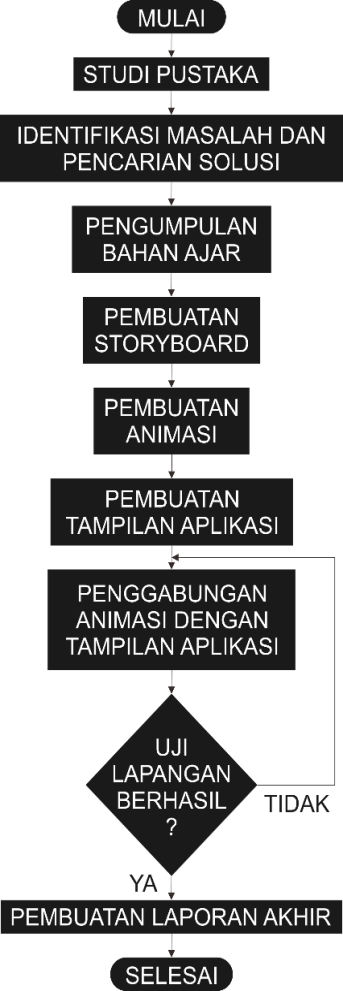 MULAI
STUDI PUSTAKA
IDENTIFIKASI MASALAH DAN
PENCARIAN SOLUSI
PENGUMPULAN
BAHAN AJAR
PEMBUATAN
STORYBOARD
PEMBUATAN
ANIMASI
PEMBUATAN
TAMPILAN APLIKASI
PENGGABUNGAN
ANIMASI DENGAN
TAMPILAN APLIKASI
UJI
LAPANGAN
BERHASIL
?
TIDAK
YA
PEMBUATAN LAPORAN AKHIR
SELESAI